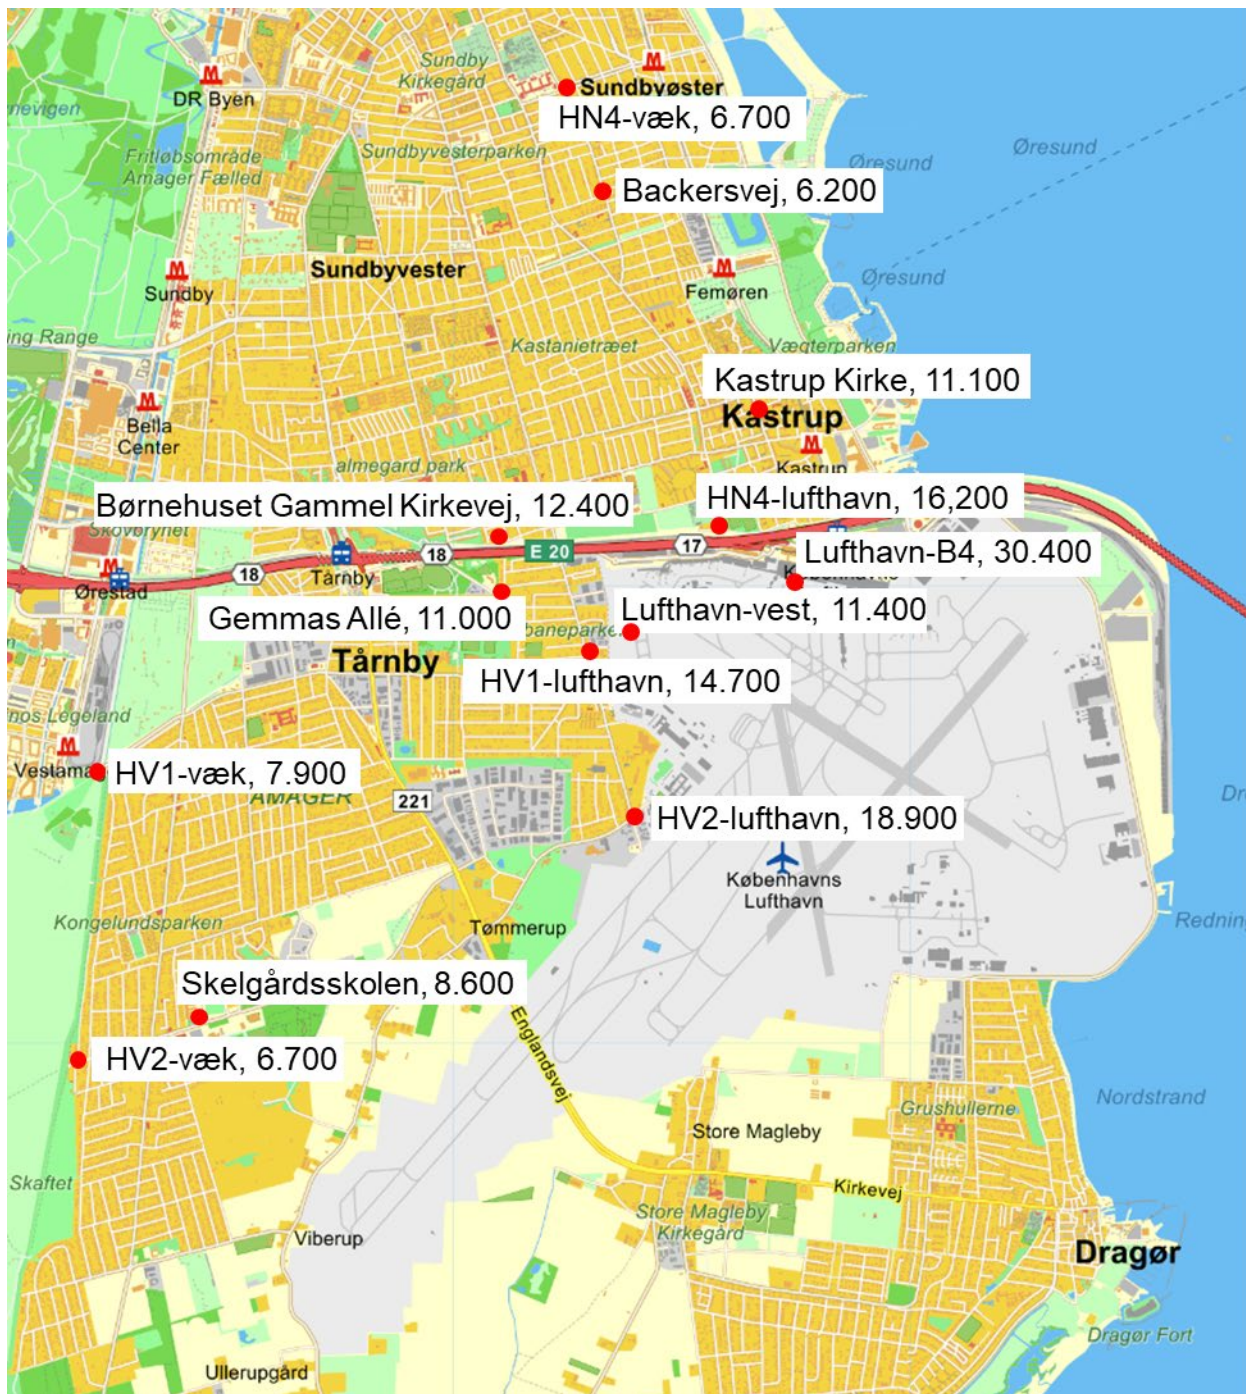 Sundby
Kirkegård
DR Byen
Sundbyøster
HN4-væk, 6.700
nnevigen
Fritløbsområde
Amager Fælled
Sundbyvesterparken
Øresund
Øresund
Backersvej, 6.200
Sundbyvester
Sundby
Femøren
Øresund
ing Range
Kastanietræet
Vægterparken
Kastrup Kirke, 11.100
Kastrup
Bella
Center
almegard park
Kastrup
Børnehuset Gammel Kirkevej, 12.400
HN4-lufthavn, 16,200
18
E 20
17
Lufthavn-B4, 30.400
18
Tårnby
Ørestad
Gemmas Allé, 11.000
Lufthavn-vest, 11.400
Tårnby
HV1-lufthavn, 14.700
nos Legeland
Vestama
HV1-væk, 7.900
AMAGER
221
HV2-lufthavn, 18.900
Københavns
Lufthavn
Kongelundsparken
Tømmerup
Redning
Skelgårdsskolen, 8.600
HV2-væk, 6.700
Englandsvej
Nordstrand
Grushullerne
Store Magleby
Skaftet
Kirkevej
Store Magleby
Kirkegård
Viberup
Dragør
Dragør Fort
Ullerupgård